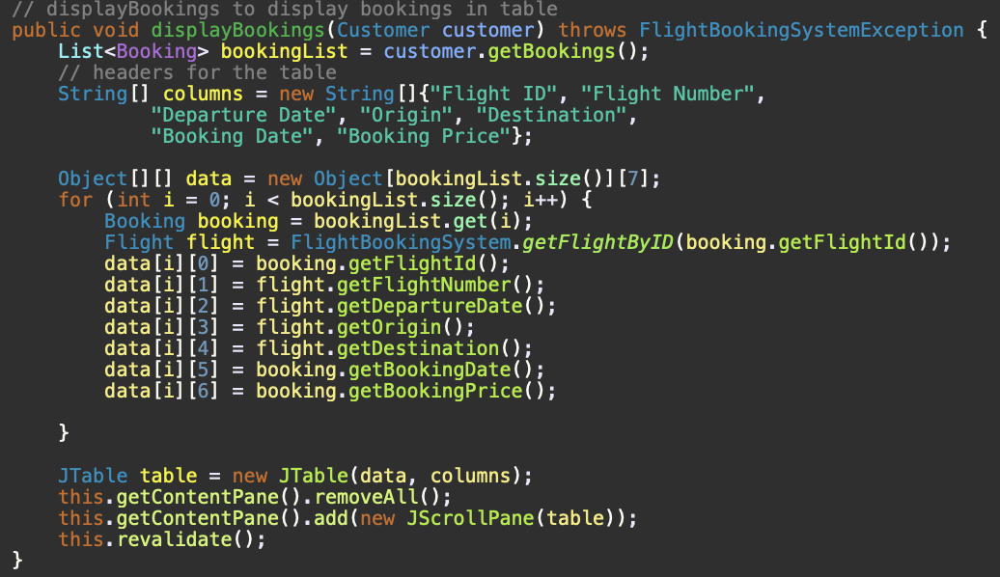 // displayBookings to display bookings in table
public void displayBookings(Customer customer) throws FlightBookingSystemException {
    List<Booking> bookingList = customer.getBookings();
    // headers for the table
    String[] columns = new String[]{"Flight ID", "Flight Number",
            "Departure Date", "Origin", "Destination",
            "Booking Date", "Booking Price"};

    Object[][] data = new Object[bookingList.size()][7];
    for (int i = 0; i < bookingList.size(); i++) {
        Booking booking = bookingList.get(i);
        Flight flight = FlightBookingSystem.getFlightByID(booking.getFlightId());
        data[i][0] = booking.getFlightId();
        data[i][1] = flight.getFlightNumber();
        data[i][2] = flight.getDepartureDate();
        data[i][3] = flight.getOrigin();
        data[i][4] = flight.getDestination();
        data[i][5] = booking.getBookingDate();
        data[i][6] = booking.getBookingPrice();

    }

    JTable table = new JTable(data, columns);
    this.getContentPane().removeAll();
    this.getContentPane().add(new JScrollPane(table));
    this.revalidate();
}